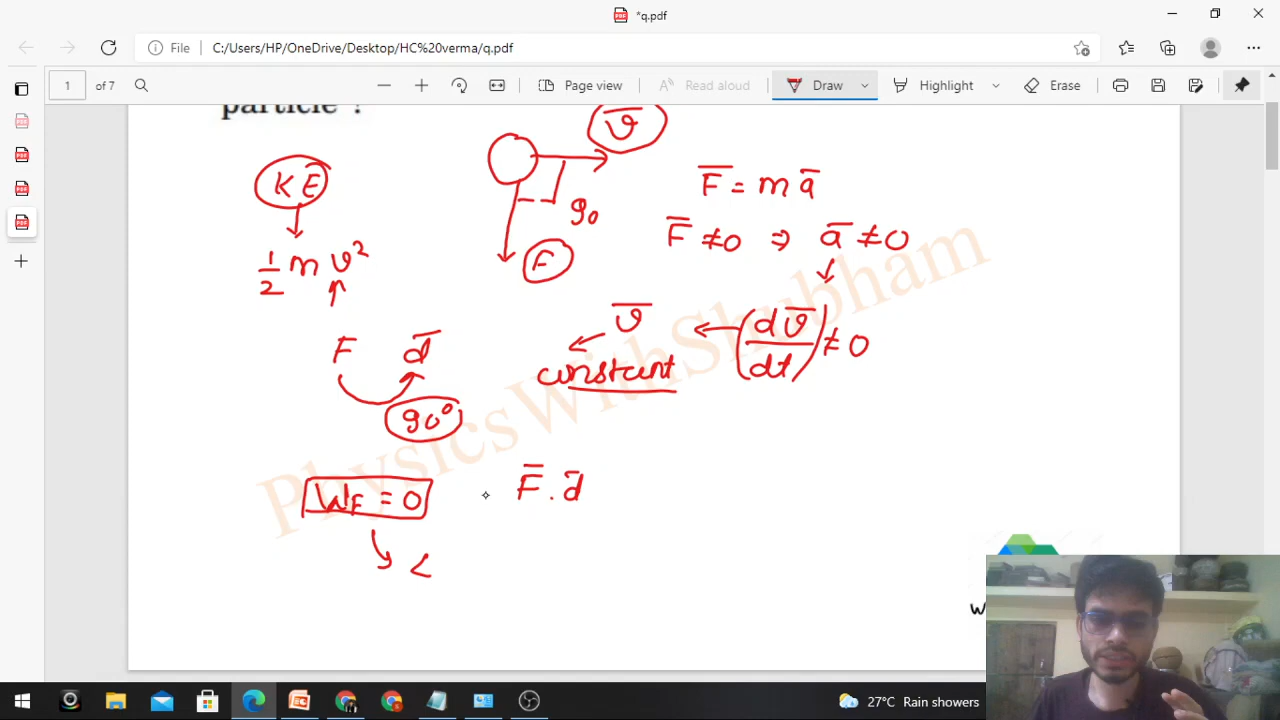 *q.pdf
File C:/Users/HP/OneDrive/Desktop/HC%20verma/q.pdf
1 of 7 Page view Read aloud Draw Highlight Erase
particle ?
v̄
KE
90
F
F̄ = m ā
F̄ ≠ 0 ⇒ ā ≠ 0
1/2 m v²
v̄
(dv̄/dt) ≠ 0
constant
F d̄
90°
W_F = 0
F̄ . d̄
<
PhysicsWithShubham
27°C Rain showers